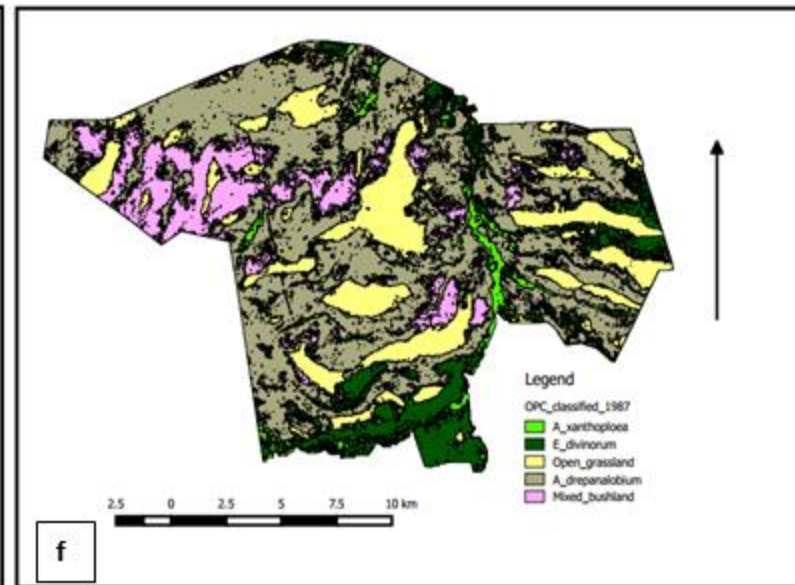 Legend
OPC_classified_1987
A_xanthoploea
E_divinorum
Open_grassland
A_drepanalobium
Mixed_bushland
2.5 0 2.5 5 7.5 10 km
f